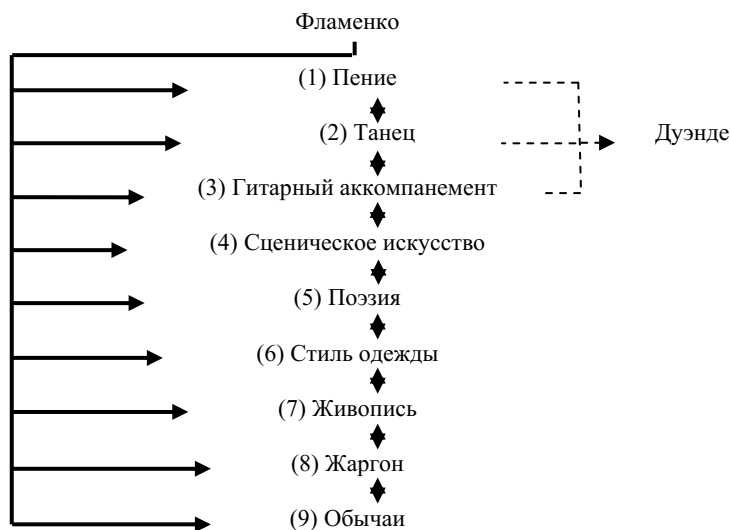 Фламенко
(1) Пение
(2) Танец
Дуэнде
(3) Гитарный аккомпанемент
(4) Сценическое искусство
(5) Поэзия
(6) Стиль одежды
(7) Живопись
(8) Жаргон
(9) Обычаи